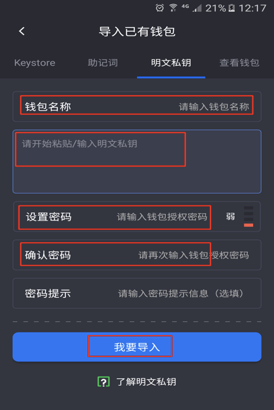 4G 21% 12:17
导入已有钱包
Keystore 助记词 明文私钥 查看钱包
钱包名称 请输入钱包名称
请开始粘贴/输入明文私钥
设置密码 请输入钱包授权密码 弱
确认密码 请再次输入钱包授权密码
密码提示 请输入密码提示信息（选填）
我要导入
? 了解明文私钥